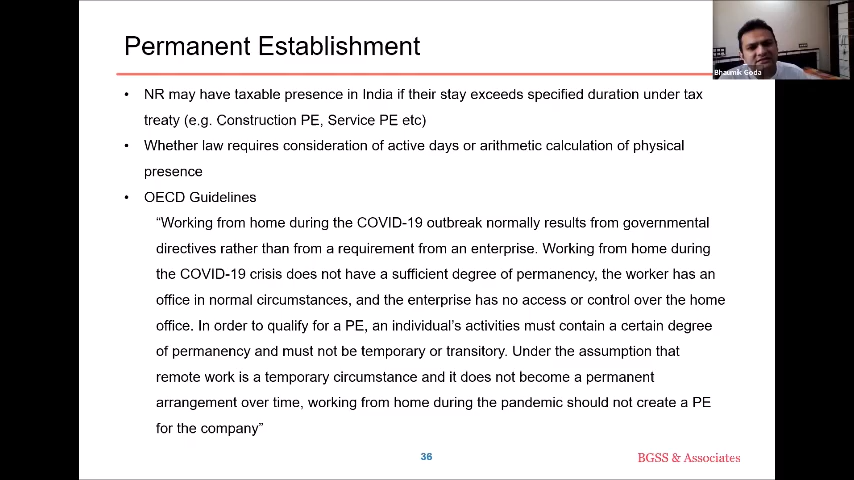 Permanent Establishment
Bhaumik Goda
• NR may have taxable presence in India if their stay exceeds specified duration under tax
treaty (e.g. Construction PE, Service PE etc)
• Whether law requires consideration of active days or arithmetic calculation of physical
presence
• OECD Guidelines
“Working from home during the COVID-19 outbreak normally results from governmental
directives rather than from a requirement from an enterprise. Working from home during
the COVID-19 crisis does not have a sufficient degree of permanency, the worker has an
office in normal circumstances, and the enterprise has no access or control over the home
office. In order to qualify for a PE, an individual’s activities must contain a certain degree
of permanency and must not be temporary or transitory. Under the assumption that
remote work is a temporary circumstance and it does not become a permanent
arrangement over time, working from home during the pandemic should not create a PE
for the company”
36
BGSS & Associates